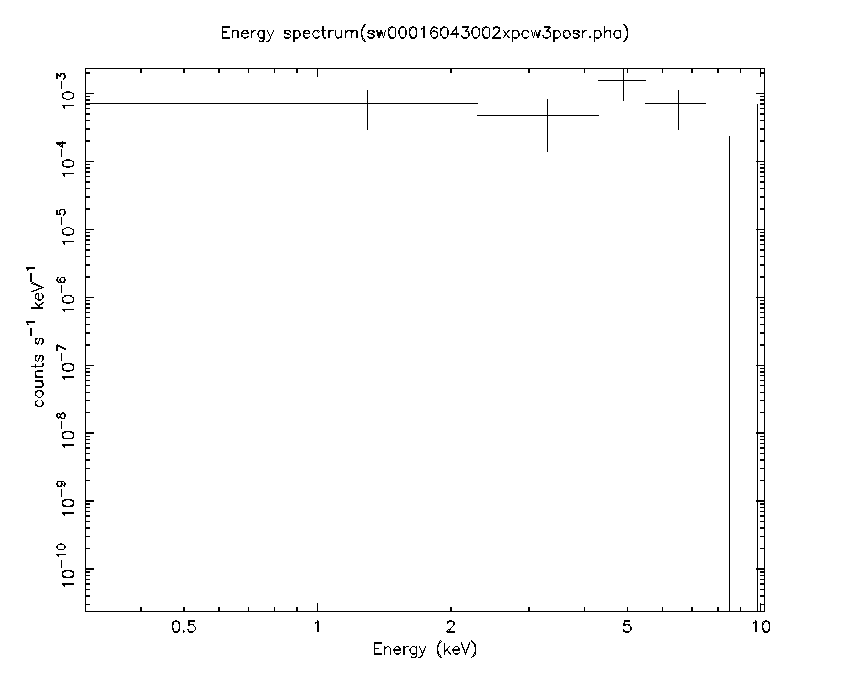 Energy spectrum(sw00016043002xpcw3posr.pha)
10⁻³
10⁻⁴
10⁻⁵
10⁻⁶
10⁻⁷
10⁻⁸
10⁻⁹
10⁻¹⁰
counts s⁻¹ keV⁻¹
0.5 1 2 5 10
Energy (keV)